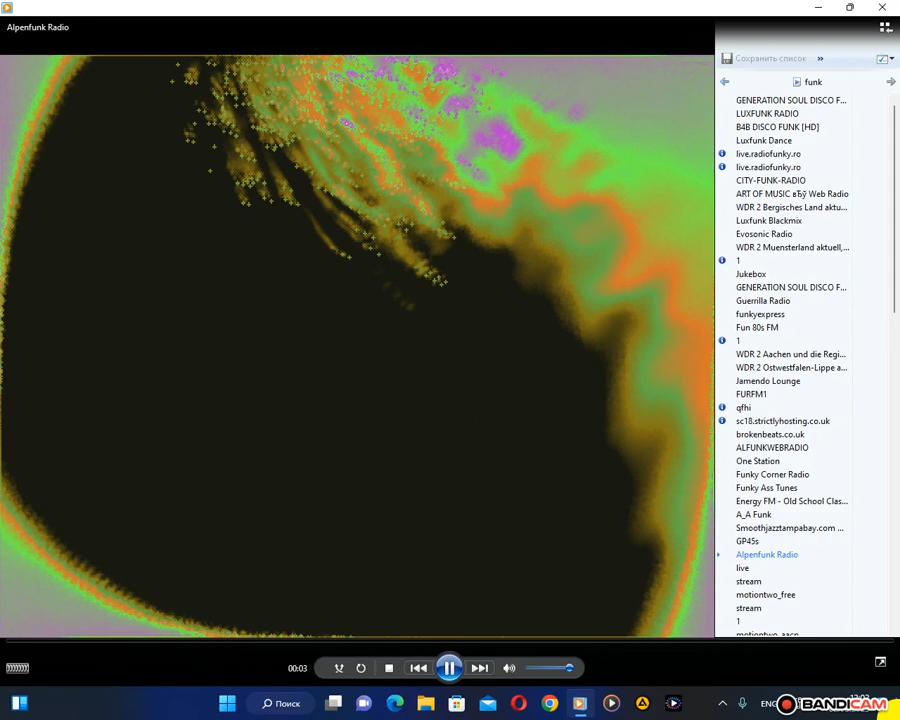 Alpenfunk Radio
Сохранить список »
funk
GENERATION SOUL DISCO F...
LUXFUNK RADIO
B4B DISCO FUNK [HD]
Luxfunk Dance
live.radiofunky.ro
live.radiofunky.ro
CITY-FUNK-RADIO
ART OF MUSIC вЂў Web Radio
WDR 2 Bergisches Land aktu...
Luxfunk Blackmix
Evosonic Radio
WDR 2 Muensterland aktuell,...
1
Jukebox
GENERATION SOUL DISCO F...
Guerrilla Radio
funkyexpress
Fun 80s FM
1
WDR 2 Aachen und die Regi...
WDR 2 Ostwestfalen-Lippe a...
Jamendo Lounge
FURFM1
qfhi
sc18.strictlyhosting.co.uk
brokenbeats.co.uk
ALFUNKWEBRADIO
One Station
Funky Corner Radio
Funky Ass Tunes
Energy FM - Old School Clas...
A_A Funk
Smoothjazztampabay.com ...
GP45s
Alpenfunk Radio
live
stream
motiontwo_free
stream
1
motiontwo_aacp
00:03
Поиск
ENG
BANDICAM